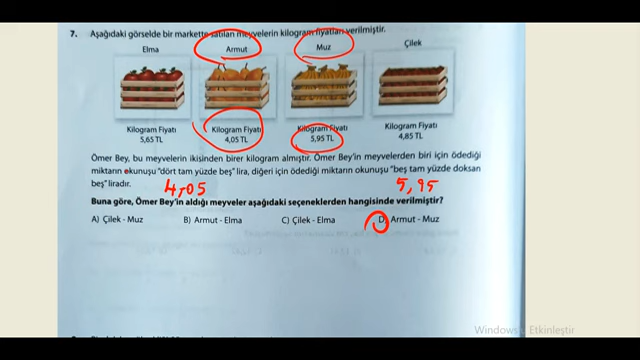 7. Aşağıdaki görselde bir markette satılan meyvelerin kilogram fiyatları verilmiştir.
Elma Armut Muz Çilek
Kilogram Fiyatı Kilogram Fiyatı Kilogram Fiyatı Kilogram Fiyatı
5,65 TL 4,05 TL 5,95 TL 4,85 TL
Ömer Bey, bu meyvelerin ikisinden birer kilogram almıştır. Ömer Bey'in meyvelerden biri için ödediği
miktarın okunuşu "dört tam yüzde beş" lira, diğeri için ödediği miktarın okunuşu "beş tam yüzde doksan
beş" liradır.
4,05 5,95
Buna göre, Ömer Bey'in aldığı meyveler aşağıdaki seçeneklerden hangisinde verilmiştir?
A) Çilek - Muz B) Armut - Elma C) Çilek - Elma D) Armut - Muz
Windows'u Etkinleştir